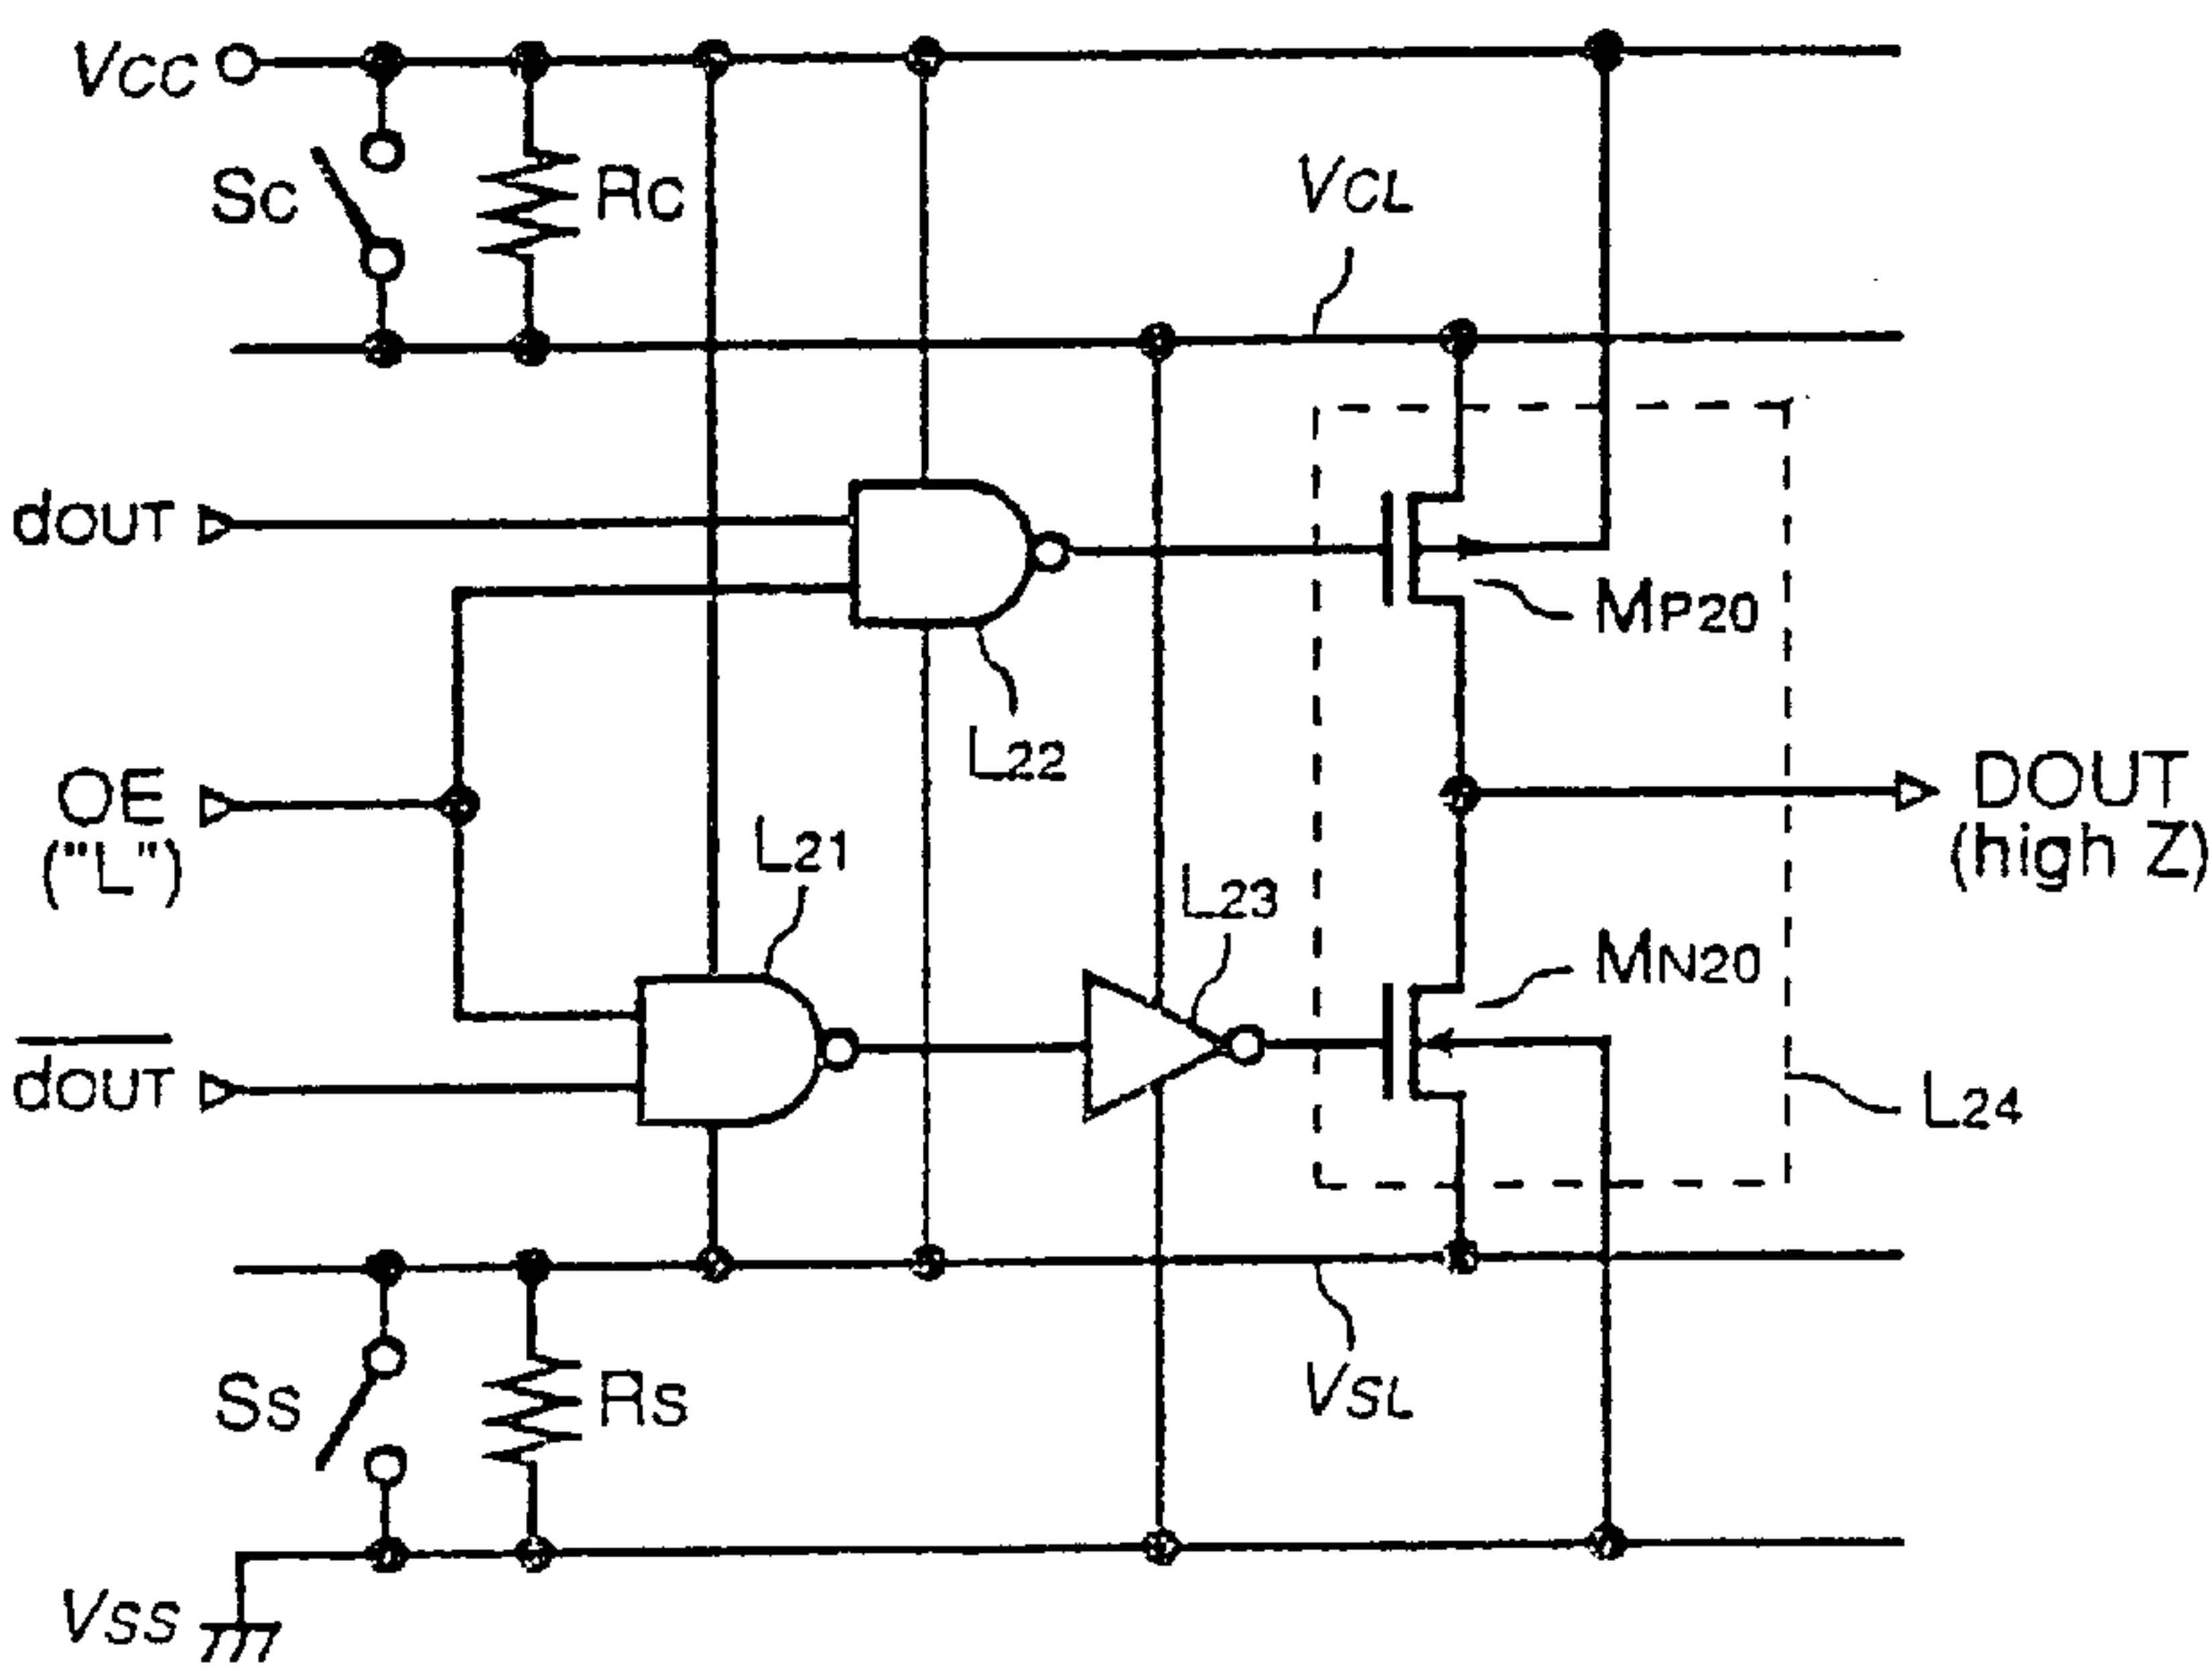 VCC
SC
RC
VCL
dOUT
MP20
L22
OE
("L")
DOUT
(high Z)
L21
L23
MN20
dOUT
L24
SS
RS
VSL
VSS